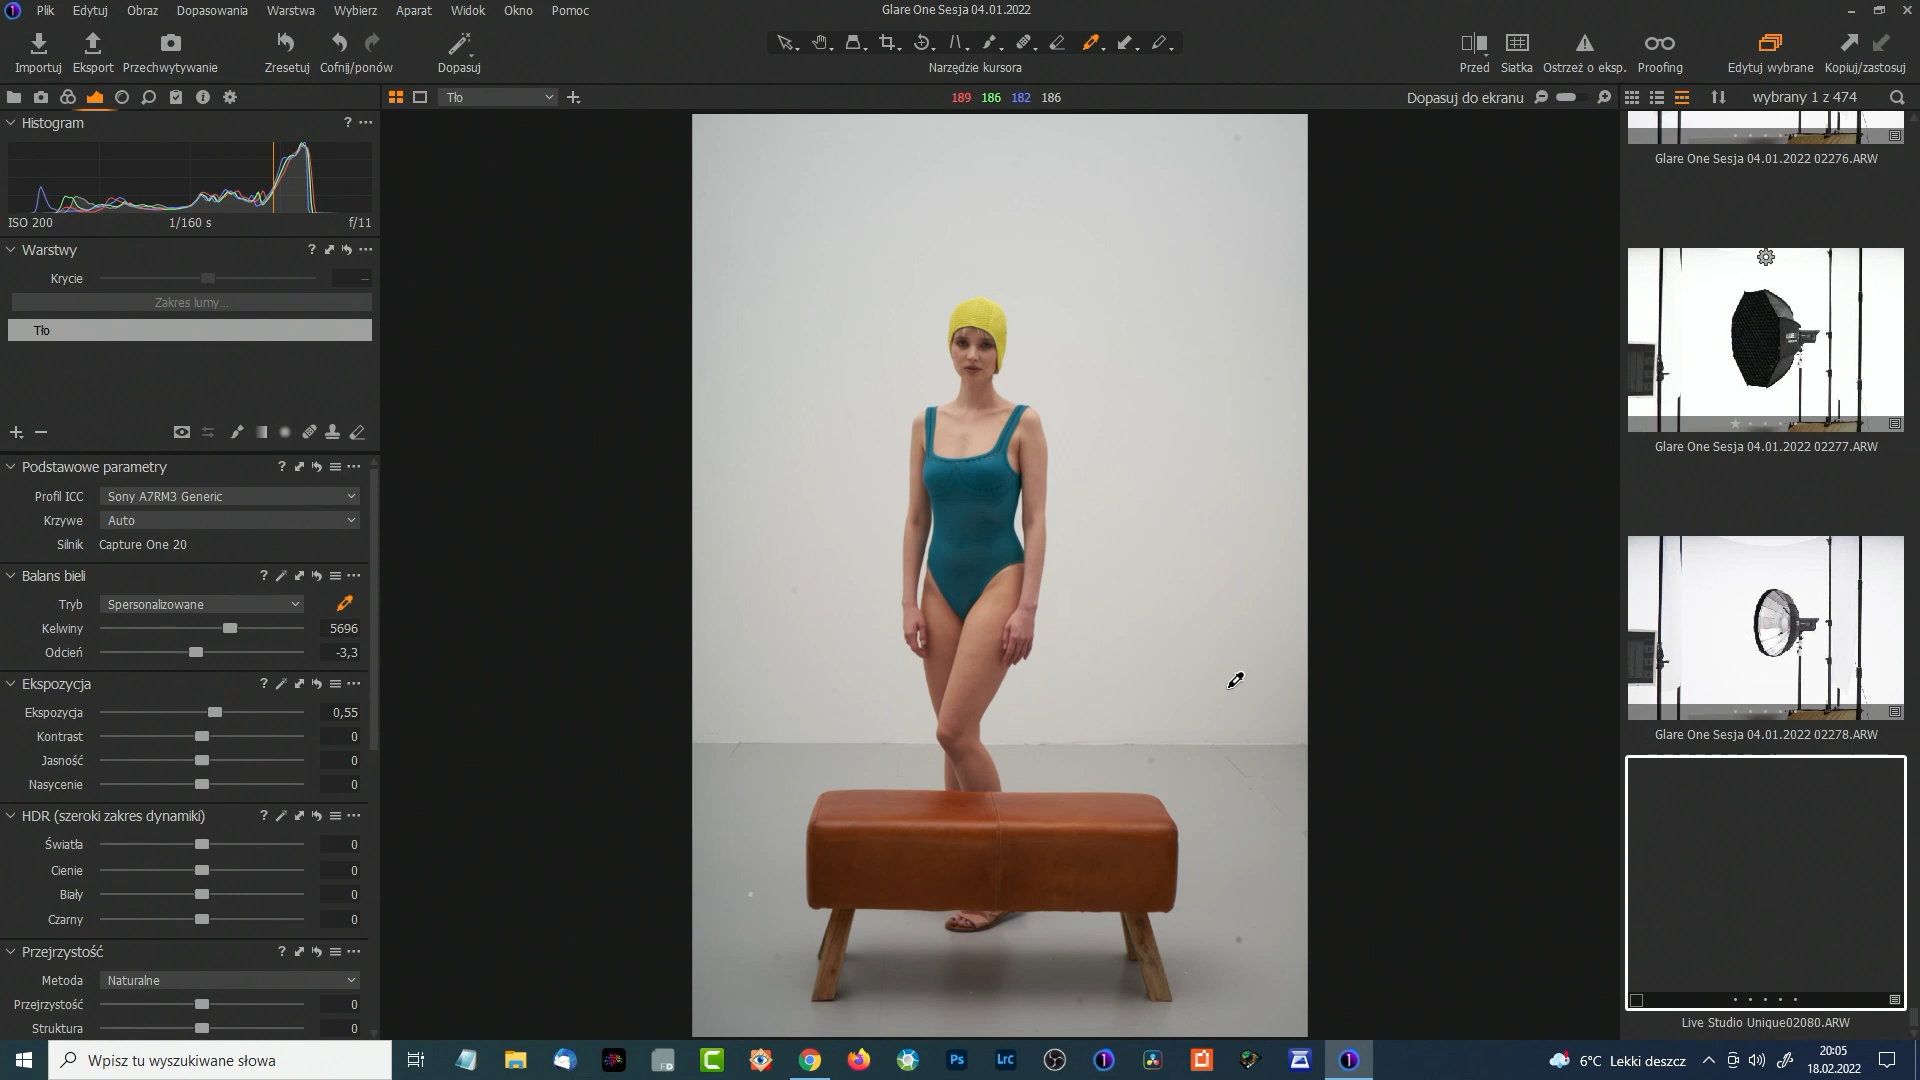 Plik Edytuj Obraz Dopasowania Warstwa Wybierz Aparat Widok Okno Pomoc
Glare One Sesja 04.01.2022
Importuj Eksport Przechwytywanie Zresetuj Cofnij/ponów Dopasuj
Narzędzie kursora
Przed Siatka Ostrzeż o eksp. Proofing Edytuj wybrane Kopiuj/zastosuj
Tło
189 186 182 186
Dopasuj do ekranu
wybrany 1 z 474
Histogram
ISO 200 1/160 s f/11
Warstwy
Krycie --
Zakres lumy...
Tło
Podstawowe parametry
Profil ICC Sony A7RM3 Generic
Krzywe Auto
Silnik Capture One 20
Balans bieli
Tryb Spersonalizowane
Kelwiny 5696
Odcień -3,3
Ekspozycja
Ekspozycja 0,55
Kontrast 0
Jasność 0
Nasycenie 0
HDR (szeroki zakres dynamiki)
Światła 0
Cienie 0
Biały 0
Czarny 0
Przejrzystość
Metoda Naturalne
Przejrzystość 0
Struktura 0
Glare One Sesja 04.01.2022 02276.ARW
Glare One Sesja 04.01.2022 02277.ARW
Glare One Sesja 04.01.2022 02278.ARW
Live Studio Unique02080.ARW
Wpisz tu wyszukiwane słowa
FD
C
Ps
Lrc
1
1
6°C Lekki deszcz
20:05
18.02.2022